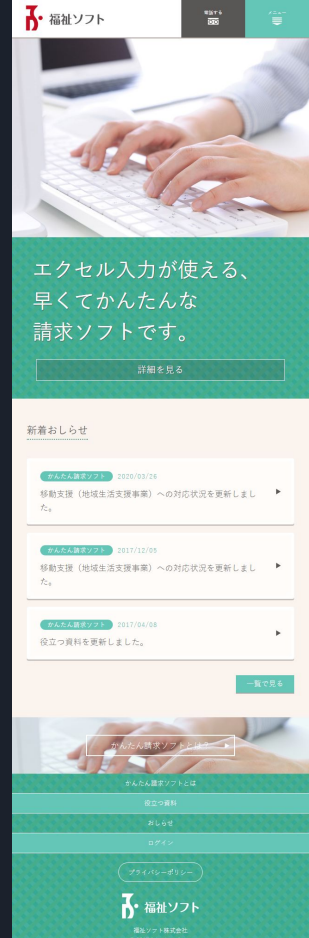 福祉ソフト
電話する
メニュー
エクセル入力が使える、
早くてかんたんな
請求ソフトです。
詳細を見る
新着おしらせ
かんたん請求ソフト 2020/03/26
移動支援（地域生活支援事業）への対応状況を更新しまし
た。
かんたん請求ソフト 2017/12/05
移動支援（地域生活支援事業）への対応状況を更新しまし
た。
かんたん請求ソフト 2017/04/06
役立つ資料を更新しました。
一覧で見る
かんたん請求ソフトとは？
かんたん請求ソフトとは
役立つ資料
おしらせ
ログイン
プライバシーポリシー
福祉ソフト
福祉ソフト株式会社